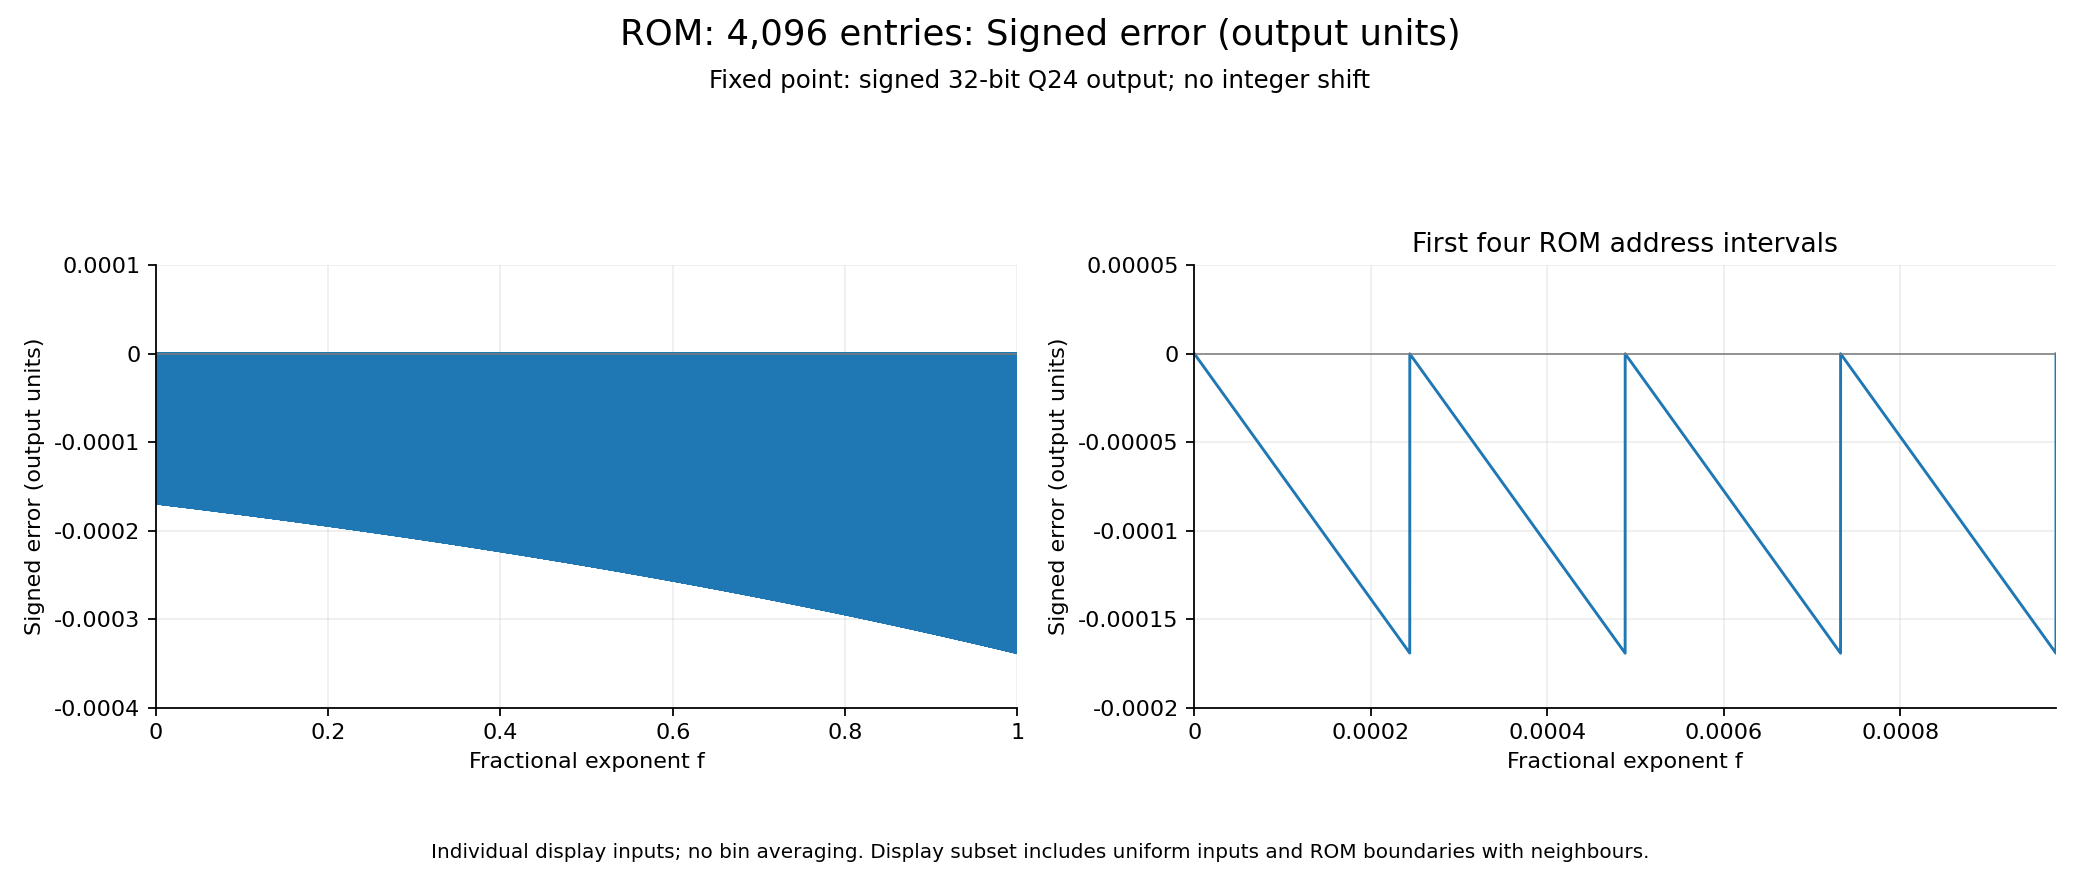 ROM: 4,096 entries: Signed error (output units)
Fixed point: signed 32-bit Q24 output; no integer shift
Signed error (output units)
0.0001
0
-0.0001
-0.0002
-0.0003
-0.0004
0 0.2 0.4 0.6 0.8 1
Fractional exponent f
First four ROM address intervals
Signed error (output units)
0.00005
0
-0.00005
-0.0001
-0.00015
-0.0002
0 0.0002 0.0004 0.0006 0.0008
Fractional exponent f
Individual display inputs; no bin averaging. Display subset includes uniform inputs and ROM boundaries with neighbours.